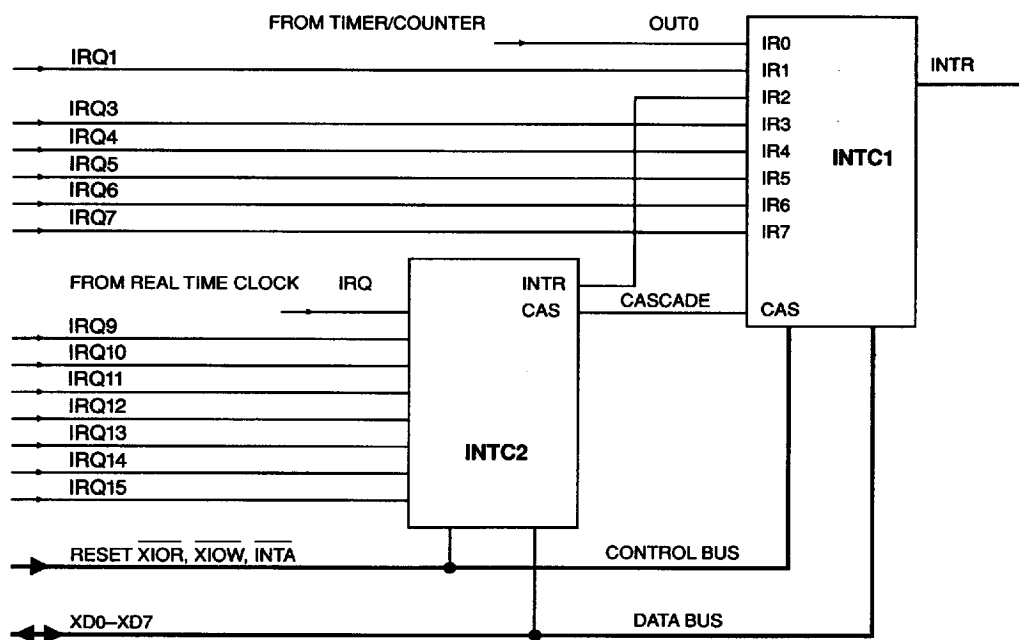 FROM TIMER/COUNTER OUT0
IR0
IRQ1 IR1 INTR
IR2
IRQ3 IR3
IRQ4 IR4
INTC1
IRQ5 IR5
IRQ6 IR6
IRQ7 IR7
FROM REAL TIME CLOCK IRQ INTR
CASCADE
CAS CAS
IRQ9
IRQ10
IRQ11
IRQ12
IRQ13
INTC2
IRQ14
IRQ15
RESET XIOR, XIOW, INTA CONTROL BUS
XD0–XD7 DATA BUS